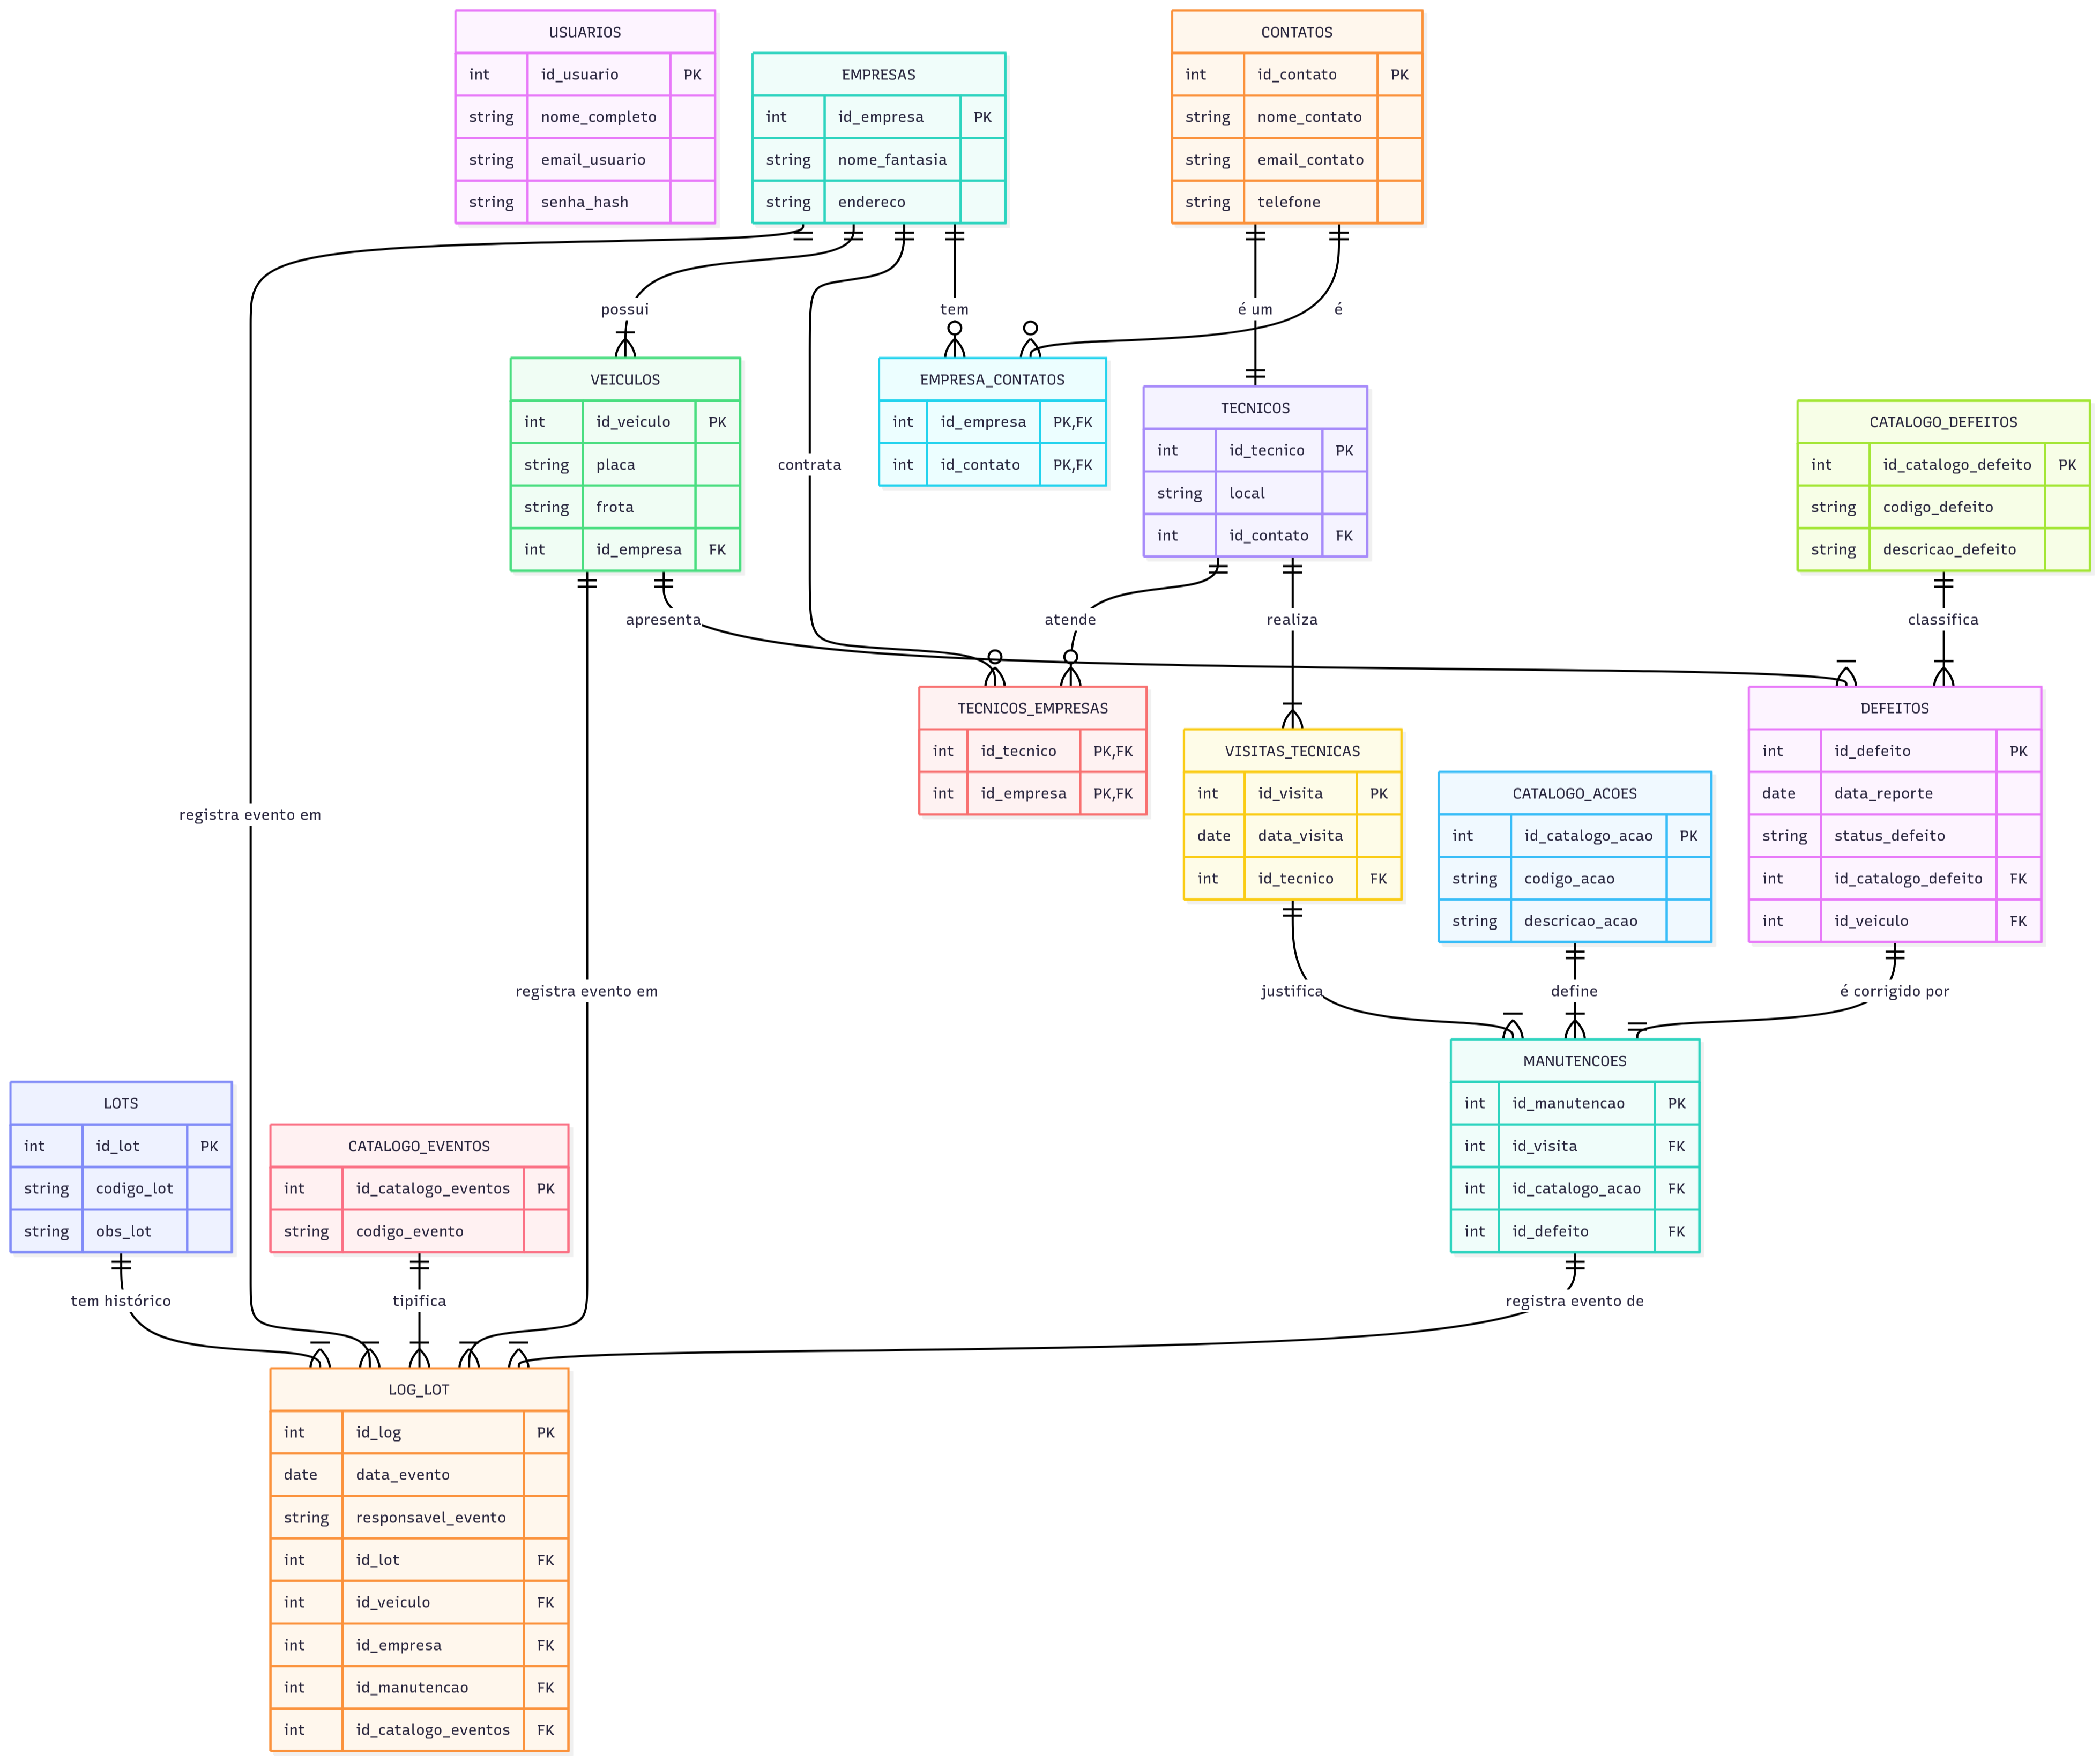 USUARIOS
int id_usuario PK
string nome_completo
string email_usuario
string senha_hash
EMPRESAS
int id_empresa PK
string nome_fantasia
string endereco
CONTATOS
int id_contato PK
string nome_contato
string email_contato
string telefone
possui
tem
é um
é
VEICULOS
int id_veiculo PK
string placa
string frota
int id_empresa FK
contrata
EMPRESA_CONTATOS
int id_empresa PK,FK
int id_contato PK,FK
TECNICOS
int id_tecnico PK
string local
int id_contato FK
CATALOGO_DEFEITOS
int id_catalogo_defeito PK
string codigo_defeito
string descricao_defeito
apresenta
atende
realiza
classifica
TECNICOS_EMPRESAS
int id_tecnico PK,FK
int id_empresa PK,FK
VISITAS_TECNICAS
int id_visita PK
date data_visita
int id_tecnico FK
CATALOGO_ACOES
int id_catalogo_acao PK
string codigo_acao
string descricao_acao
DEFEITOS
int id_defeito PK
date data_reporte
string status_defeito
int id_catalogo_defeito FK
int id_veiculo FK
registra evento em
registra evento em
justifica
define
é corrigido por
LOTS
int id_lot PK
string codigo_lot
string obs_lot
CATALOGO_EVENTOS
int id_catalogo_eventos PK
string codigo_evento
MANUTENCOES
int id_manutencao PK
int id_visita FK
int id_catalogo_acao FK
int id_defeito FK
tem histórico
tipifica
registra evento de
LOG_LOT
int id_log PK
date data_evento
string responsavel_evento
int id_lot FK
int id_veiculo FK
int id_empresa FK
int id_manutencao FK
int id_catalogo_eventos FK